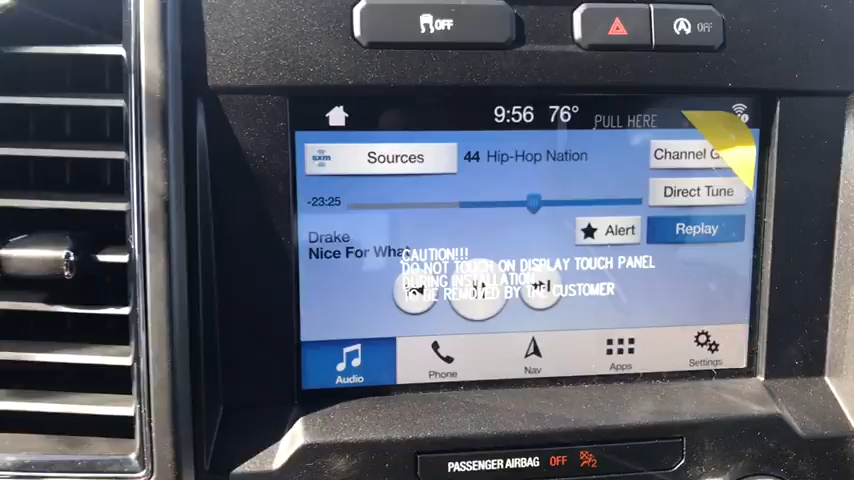 OFF
OFF
9:56 76° PULL HERE
sxm Sources 44 Hip-Hop Nation Channel G
Direct Tune
-23:25
Alert Replay
Drake
Nice For What
CAUTION!!!
DO NOT TOUCH ON DISPLAY TOUCH PANEL
DURING INSTALLATION
TO BE REMOVED BY THE CUSTOMER
Audio Phone Nav Apps Settings
PASSENGER AIRBAG OFF 2